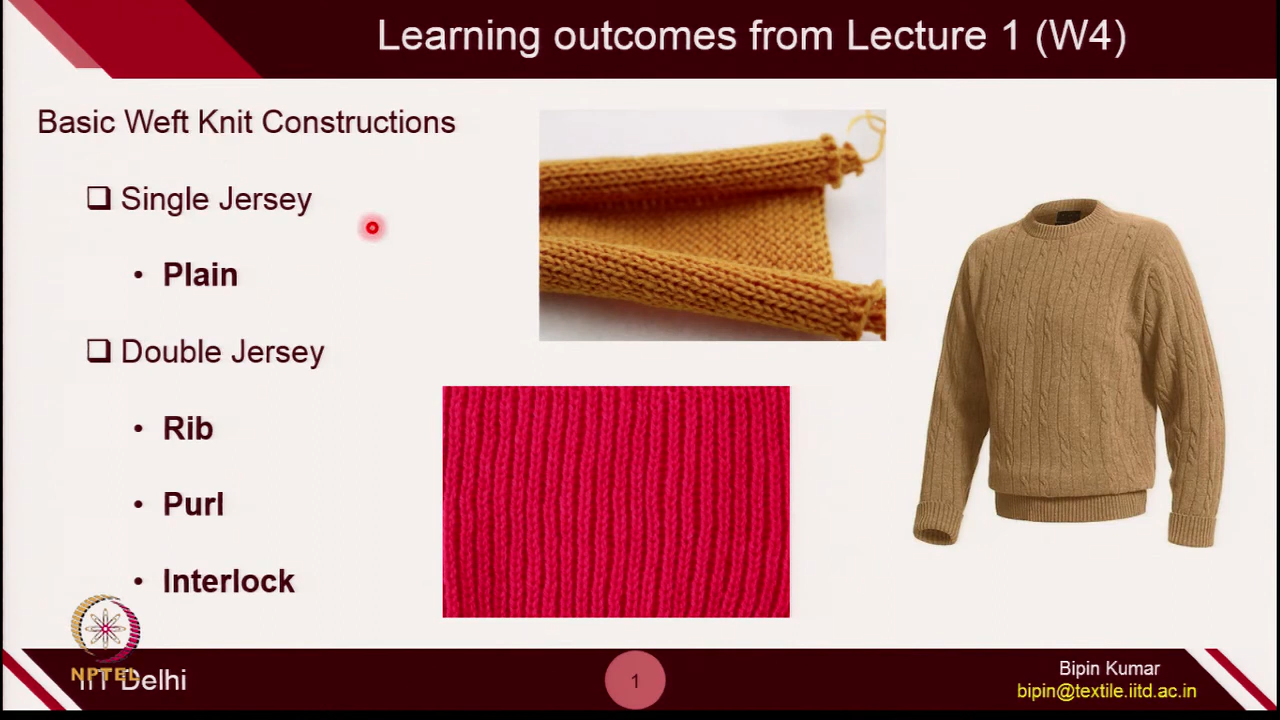 Learning outcomes from Lecture 1 (W4)
Basic Weft Knit Constructions
❑ Single Jersey
• Plain
❑ Double Jersey
• Rib
• Purl
• Interlock
NPTEL
IIT Delhi
1
Bipin Kumar
bipin@textile.iitd.ac.in